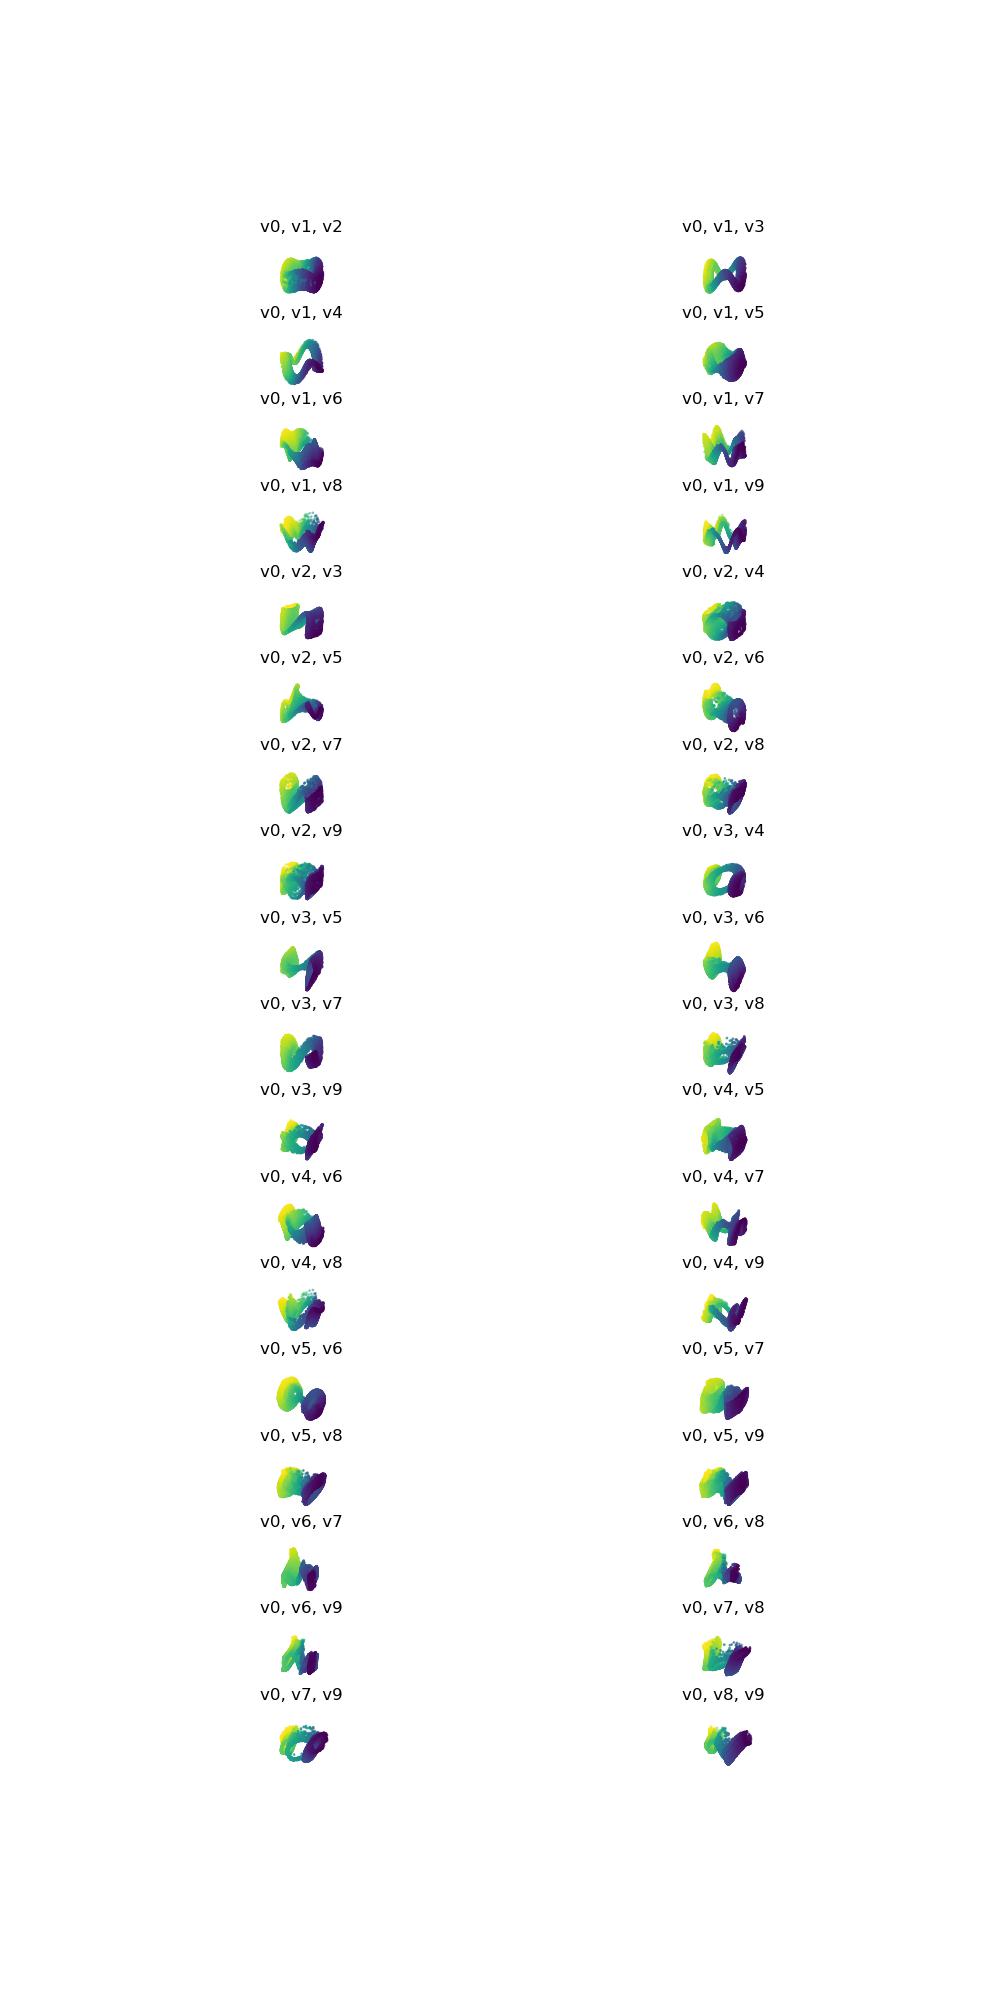 v0, v1, v2
v0, v1, v3
v0, v1, v4
v0, v1, v5
v0, v1, v6
v0, v1, v7
v0, v1, v8
v0, v1, v9
v0, v2, v3
v0, v2, v4
v0, v2, v5
v0, v2, v6
v0, v2, v7
v0, v2, v8
v0, v2, v9
v0, v3, v4
v0, v3, v5
v0, v3, v6
v0, v3, v7
v0, v3, v8
v0, v3, v9
v0, v4, v5
v0, v4, v6
v0, v4, v7
v0, v4, v8
v0, v4, v9
v0, v5, v6
v0, v5, v7
v0, v5, v8
v0, v5, v9
v0, v6, v7
v0, v6, v8
v0, v6, v9
v0, v7, v8
v0, v7, v9
v0, v8, v9